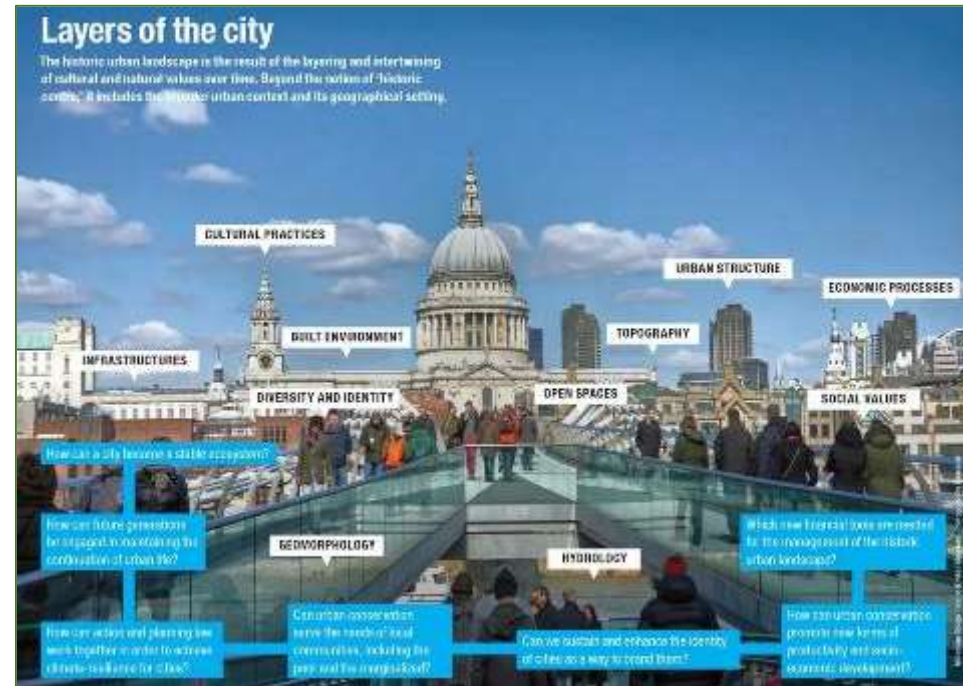 Layers of the city
The historic urban landscape is the result of the layering and intertwining
of cultural and natural values over time. Beyond the notion of 'historic
centre,' it includes the broader urban context and its geographical setting.
CULTURAL PRACTICES
URBAN STRUCTURE
ECONOMIC PROCESSES
BUILT ENVIRONMENT
TOPOGRAPHY
INFRASTRUCTURES
DIVERSITY AND IDENTITY
OPEN SPACES
SOCIAL VALUES
How can a city become a stable ecosystem?
How can future generations
be engaged in maintaining the
continuation of urban life?
GEOMORPHOLOGY
HYDROLOGY
Which new financial tools are needed
for the management of the historic
urban landscape?
How can action and planning law
work together in order to achieve
climate-resilience for cities?
Can urban conservation
serve the needs of local
communities, including the
poor and the marginalized?
Can we sustain and enhance the identity
of cities as a way to brand them?
How can urban conservation
promote new forms of
productivity and socio-
economic development?